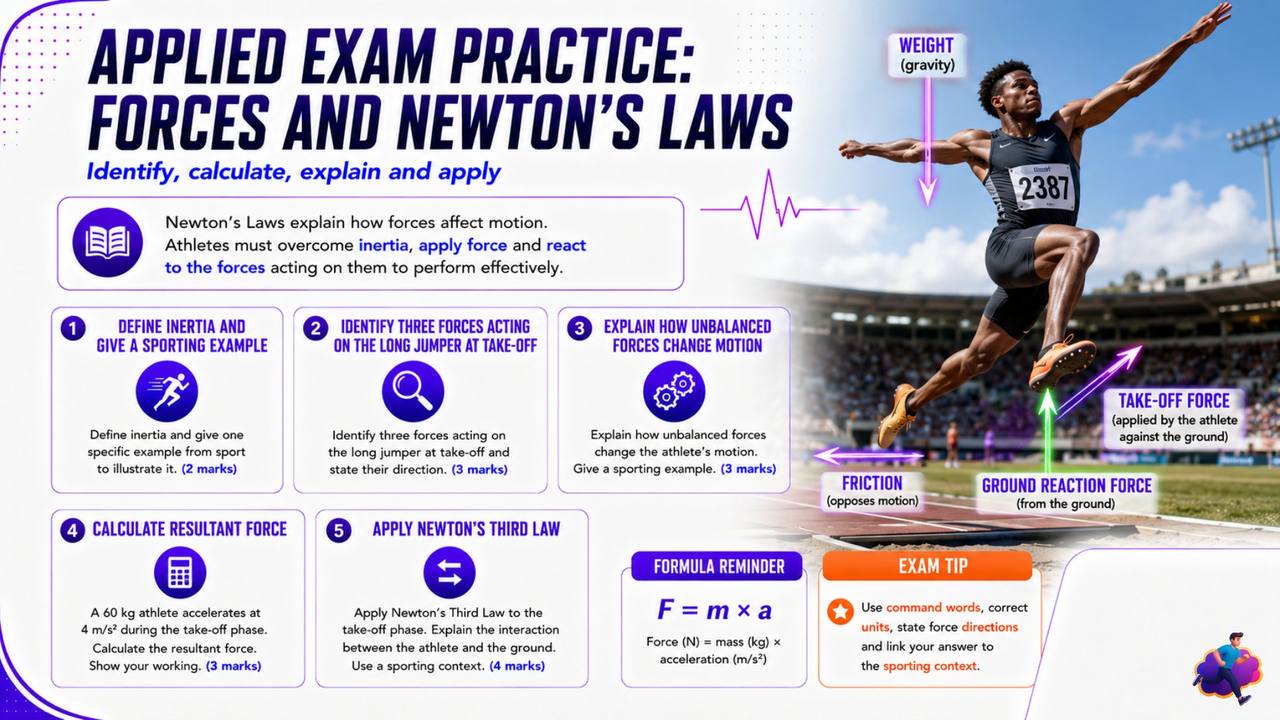 APPLIED EXAM PRACTICE:
FORCES AND NEWTON'S LAWS
Identify, calculate, explain and apply
Newton's Laws explain how forces affect motion.
Athletes must overcome inertia, apply force and react
to the forces acting on them to perform effectively.
1 DEFINE INERTIA AND
GIVE A SPORTING EXAMPLE
Define inertia and give one
specific example from sport
to illustrate it. (2 marks)
2 IDENTIFY THREE FORCES ACTING
ON THE LONG JUMPER AT TAKE-OFF
Identify three forces acting on
the long jumper at take-off and
state their direction. (3 marks)
3 EXPLAIN HOW UNBALANCED
FORCES CHANGE MOTION
Explain how unbalanced forces
change the athlete's motion.
Give a sporting example. (3 marks)
4 CALCULATE RESULTANT FORCE
A 60 kg athlete accelerates at
4 m/s² during the take-off phase.
Calculate the resultant force.
Show your working. (3 marks)
5 APPLY NEWTON'S THIRD LAW
Apply Newton's Third Law to the
take-off phase. Explain the interaction
between the athlete and the ground.
Use a sporting context. (4 marks)
FORMULA REMINDER
F = m × a
Force (N) = mass (kg) ×
acceleration (m/s²)
EXAM TIP
Use command words, correct
units, state force directions
and link your answer to
the sporting context.
WEIGHT
(gravity)
2387
TAKE-OFF FORCE
(applied by the athlete
against the ground)
FRICTION
(opposes motion)
GROUND REACTION FORCE
(from the ground)